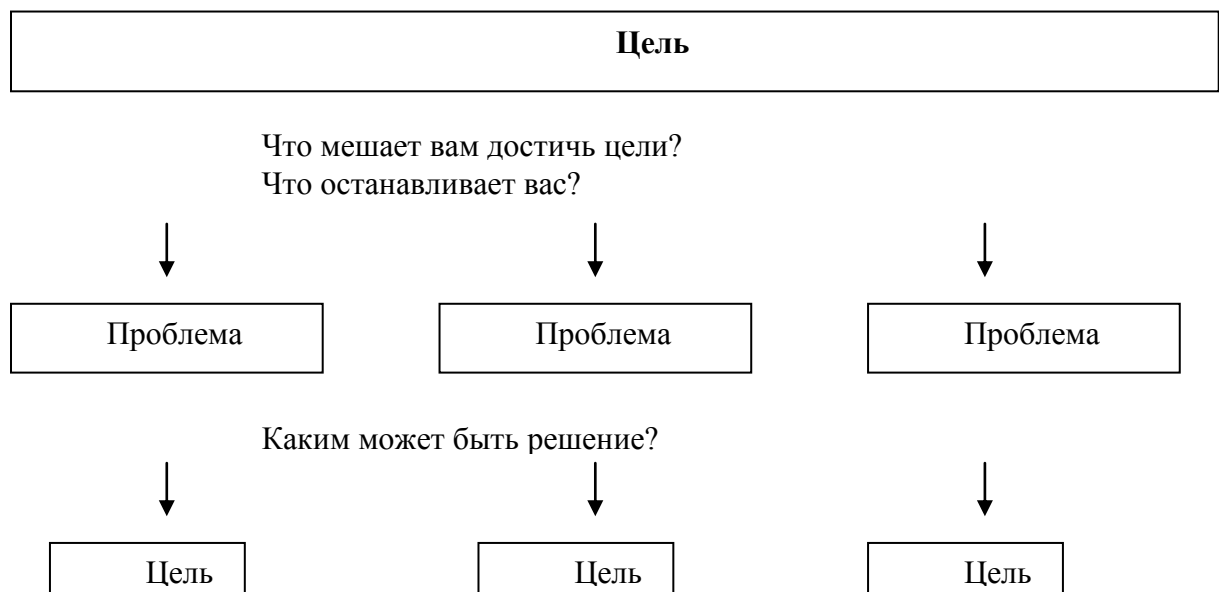 Цель
Что мешает вам достичь цели?
Что останавливает вас?
Проблема
Проблема
Проблема
Каким может быть решение?
Цель
Цель
Цель